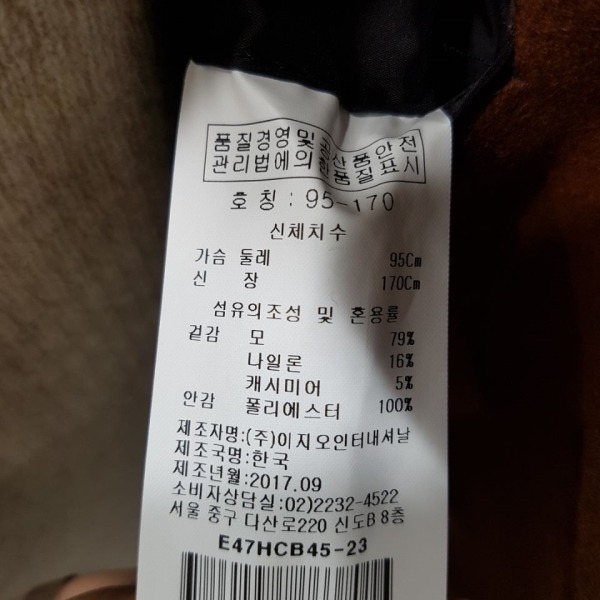 품질경영및공산품안전
관리법에의한품질표시
호칭 : 95-170
신체치수
가슴 둘레 95Cm
신 장 170Cm
섬유의조성 및 혼용률
겉감 모 79%
나일론 16%
캐시미어 5%
안감 폴리에스터 100%
제조자명:(주)이지오인터내셔날
제조국명:한국
제조년월:2017.09
소비자상담실:02)2232-4522
서울 중구 다산로220 신도B 8층
E47HCB45-23